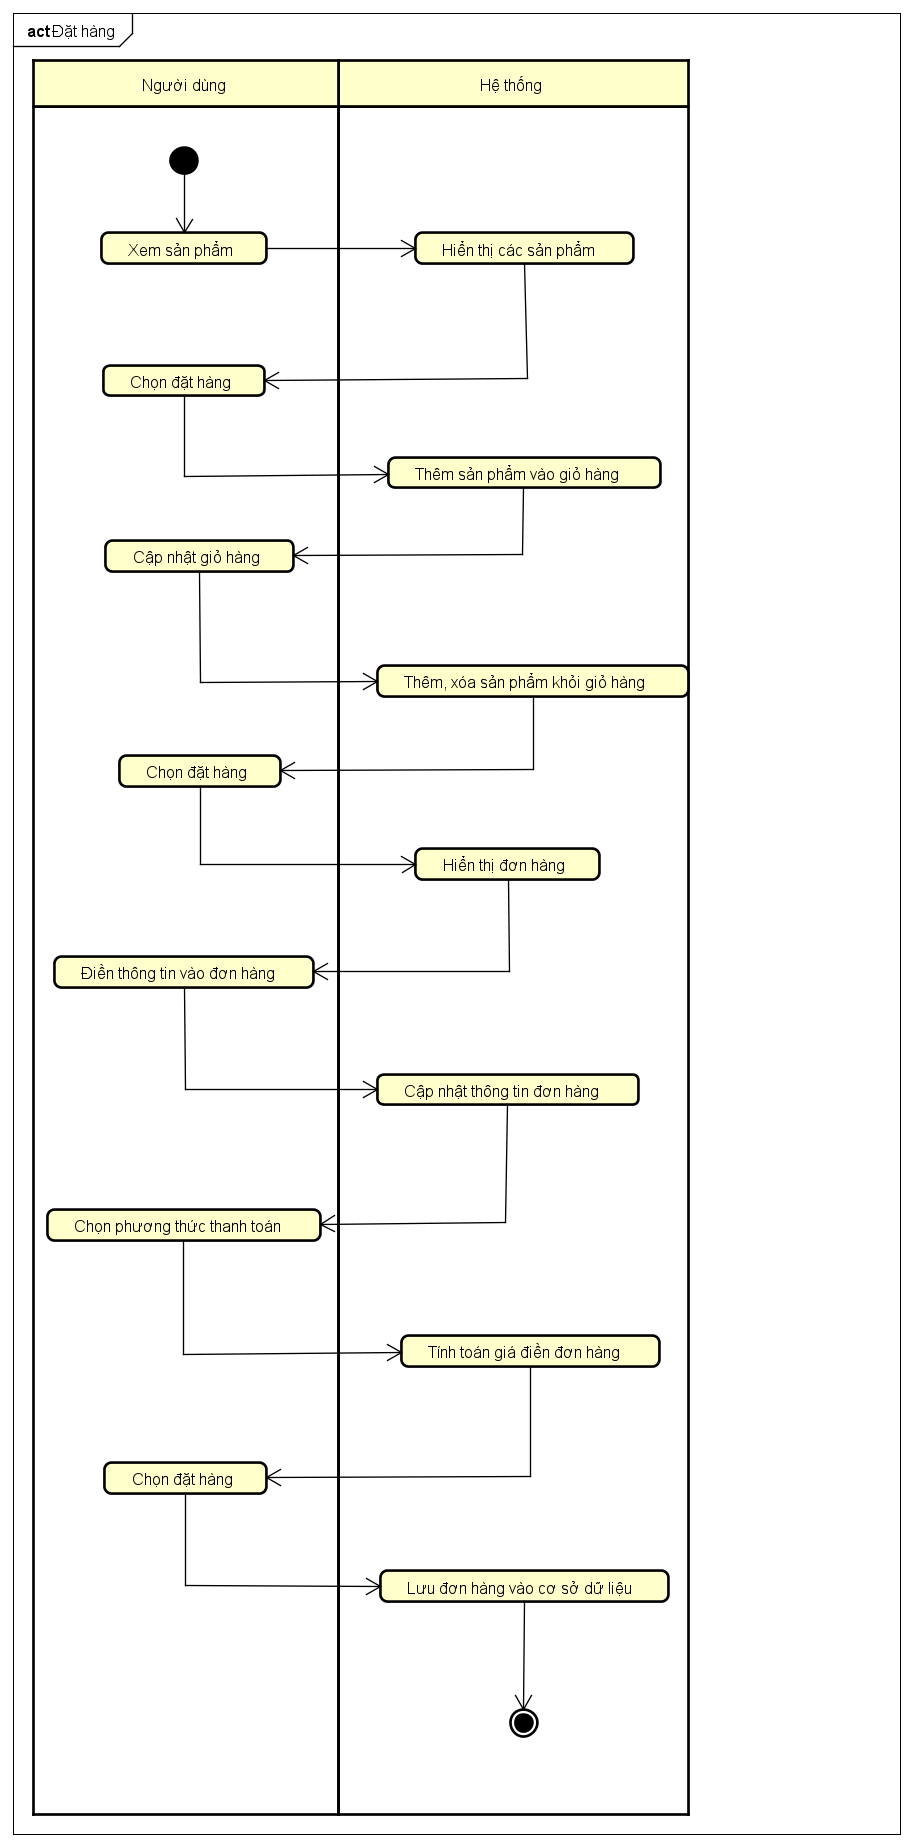 act Đặt hàng
Người dùng
Hệ thống
Xem sản phẩm
Hiển thị các sản phẩm
Chọn đặt hàng
Thêm sản phẩm vào giỏ hàng
Cập nhật giỏ hàng
Thêm, xóa sản phẩm khỏi giỏ hàng
Chọn đặt hàng
Hiển thị đơn hàng
Điền thông tin vào đơn hàng
Cập nhật thông tin đơn hàng
Chọn phương thức thanh toán
Tính toán giá điền đơn hàng
Chọn đặt hàng
Lưu đơn hàng vào cơ sở dữ liệu